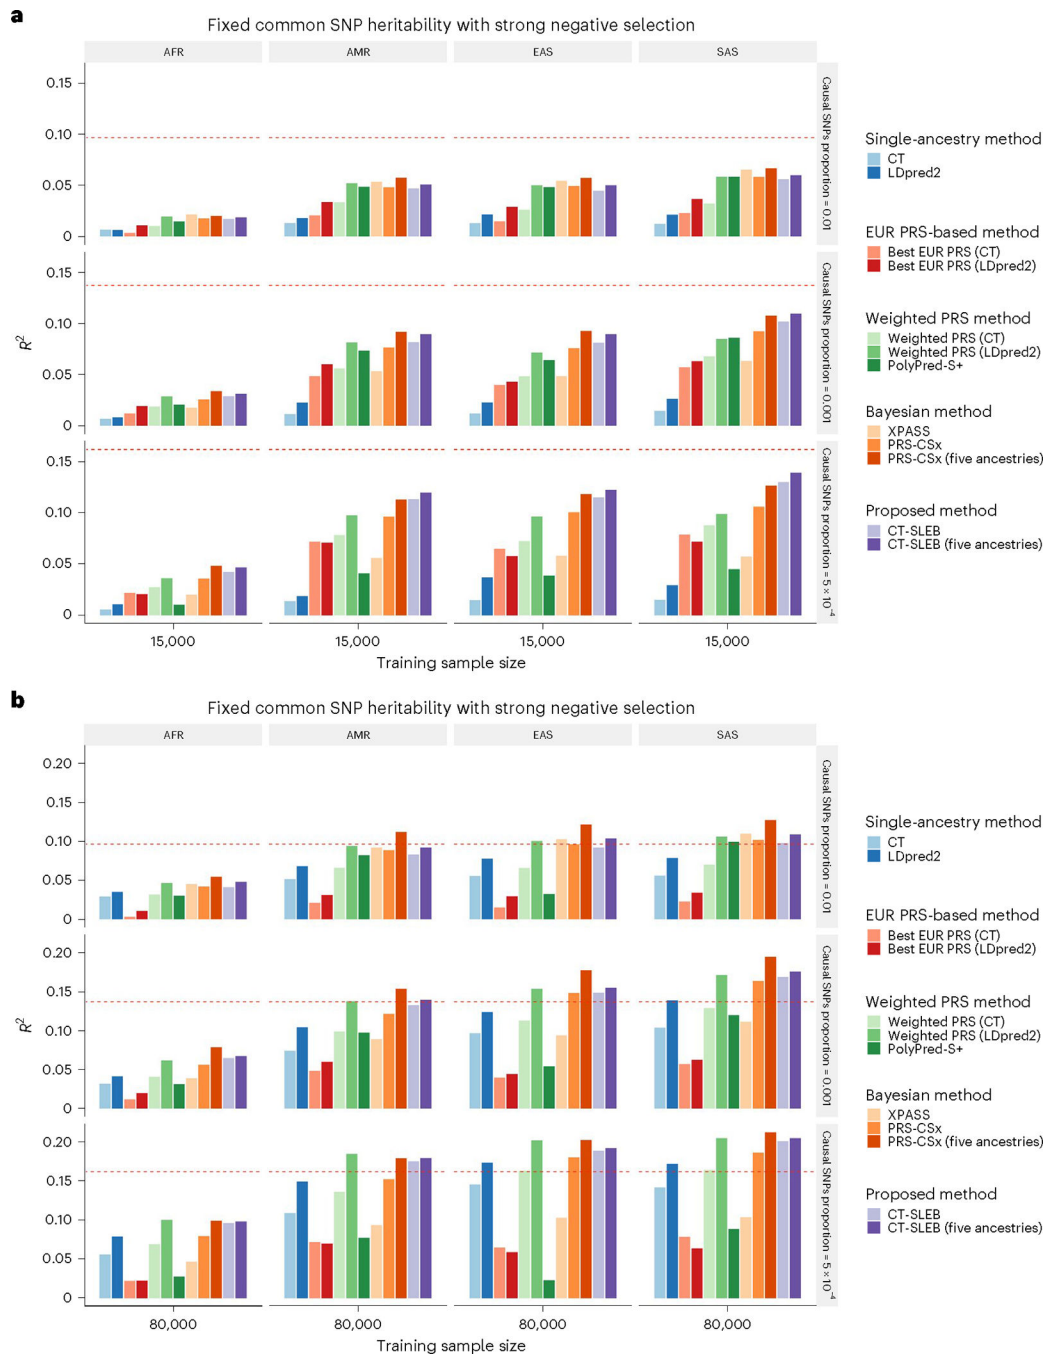 a
Fixed common SNP heritability with strong negative selection
AFR
AMR
EAS
SAS
0.15
0.10
0.05
0
Causal SNPs proportion = 0.01
0.15
0.10
0.05
0
Causal SNPs proportion = 0.001
0.15
0.10
0.05
0
Causal SNPs proportion = 5 × 10⁻⁴
R²
15,000
15,000
15,000
15,000
Training sample size
Single-ancestry method
CT
LDpred2
EUR PRS-based method
Best EUR PRS (CT)
Best EUR PRS (LDpred2)
Weighted PRS method
Weighted PRS (CT)
Weighted PRS (LDpred2)
PolyPred-S+
Bayesian method
XPASS
PRS-CSx
PRS-CSx (five ancestries)
Proposed method
CT-SLEB
CT-SLEB (five ancestries)
b
Fixed common SNP heritability with strong negative selection
AFR
AMR
EAS
SAS
0.20
0.15
0.10
0.05
0
Causal SNPs proportion = 0.01
0.20
0.15
0.10
0.05
0
Causal SNPs proportion = 0.001
0.20
0.15
0.10
0.05
0
Causal SNPs proportion = 5 × 10⁻⁴
R²
80,000
80,000
80,000
80,000
Training sample size
Single-ancestry method
CT
LDpred2
EUR PRS-based method
Best EUR PRS (CT)
Best EUR PRS (LDpred2)
Weighted PRS method
Weighted PRS (CT)
Weighted PRS (LDpred2)
PolyPred-S+
Bayesian method
XPASS
PRS-CSx
PRS-CSx (five ancestries)
Proposed method
CT-SLEB
CT-SLEB (five ancestries)